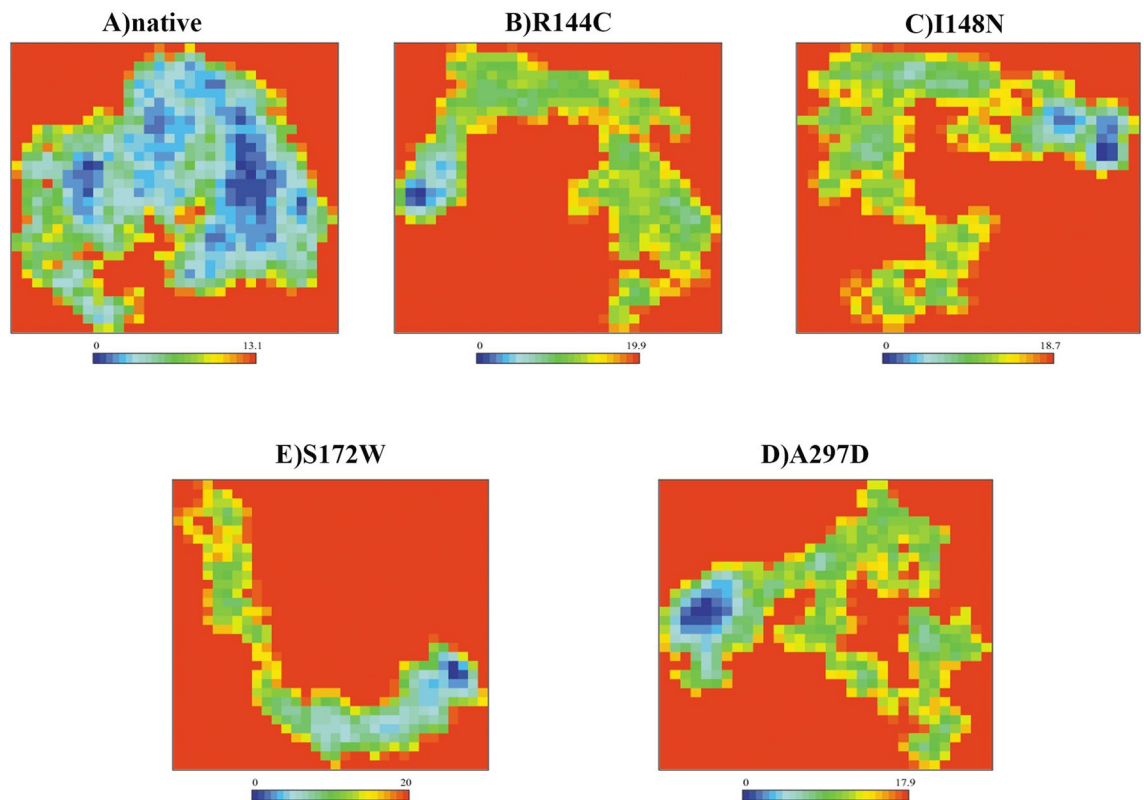 A)native
B)R144C
C)I148N
0 13.1
0 19.9
0 18.7
E)S172W
D)A297D
0 20
0 17.9